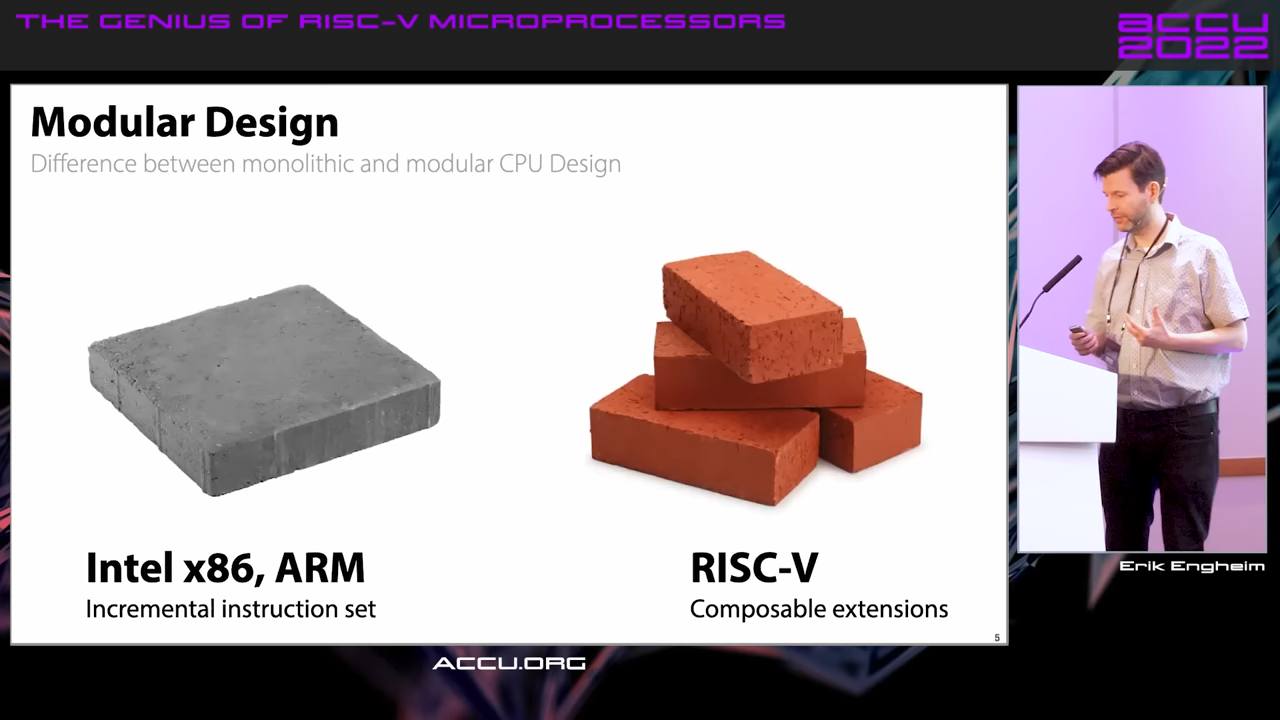 THE GENIUS OF RISC-V MICROPROCESSORS
ACCU
2022
Modular Design
Difference between monolithic and modular CPU Design
Intel x86, ARM
Incremental instruction set
RISC-V
Composable extensions
5
Erik Engheim
ACCU.ORG